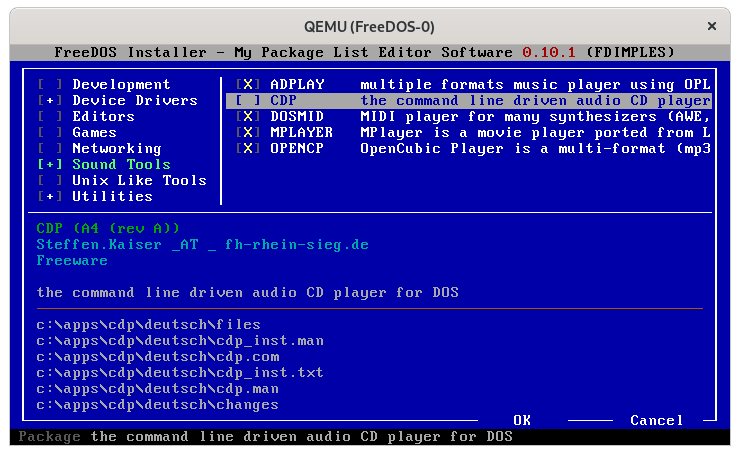 QEMU (FreeDOS-0) ×
FreeDOS Installer - My Package List Editor Software 0.10.1 (FDIMPLES)
[ ] Development
[+] Device Drivers
[ ] Editors
[ ] Games
[ ] Networking
[+] Sound Tools
[ ] Unix Like Tools
[+] Utilities
[X] ADPLAY multiple formats music player using OPL
[ ] CDP the command line driven audio CD player
[X] DOSMID MIDI player for many synthesizers (AWE,
[X] MPLAYER MPlayer is a movie player ported from L
[X] OPENCP OpenCubic Player is a multi-format (mp3
CDP (A4 (rev A))
Steffen.Kaiser _AT _ fh-rhein-sieg.de
Freeware
the command line driven audio CD player for DOS
c:\apps\cdp\deutsch\files
c:\apps\cdp\deutsch\cdp_inst.man
c:\apps\cdp\deutsch\cdp.com
c:\apps\cdp\deutsch\cdp_inst.txt
c:\apps\cdp\deutsch\cdp.man
c:\apps\cdp\deutsch\changes
OK Cancel
Package the command line driven audio CD player for DOS